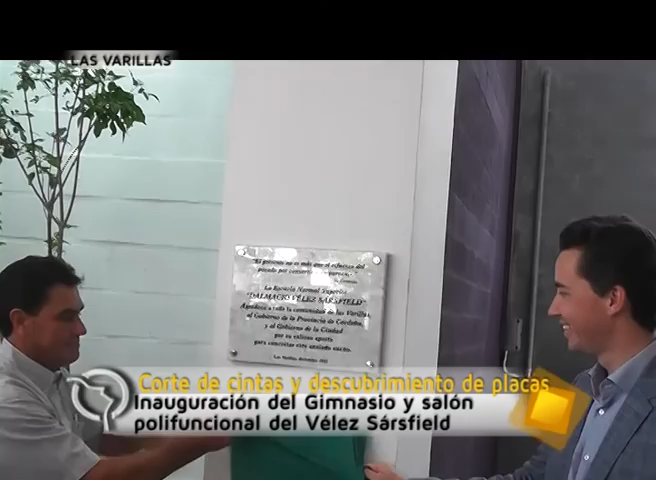 LAS VARILLAS
"El presente no es más que el esfuerzo del
pasado por concretar
La Escuela Normal Superior
"DALMACIO VÉLEZ SÁRSFIELD"
Agradece a toda la comunidad de Las Varillas,
al Gobierno de la Provincia de Córdoba,
y al Gobierno de la Ciudad
por su valioso aporte
para concretar este ansiado sueño.
Las Varillas,
Corte de cintas y descubrimiento de placas
Inauguración del Gimnasio y salón
polifuncional del Vélez Sársfield